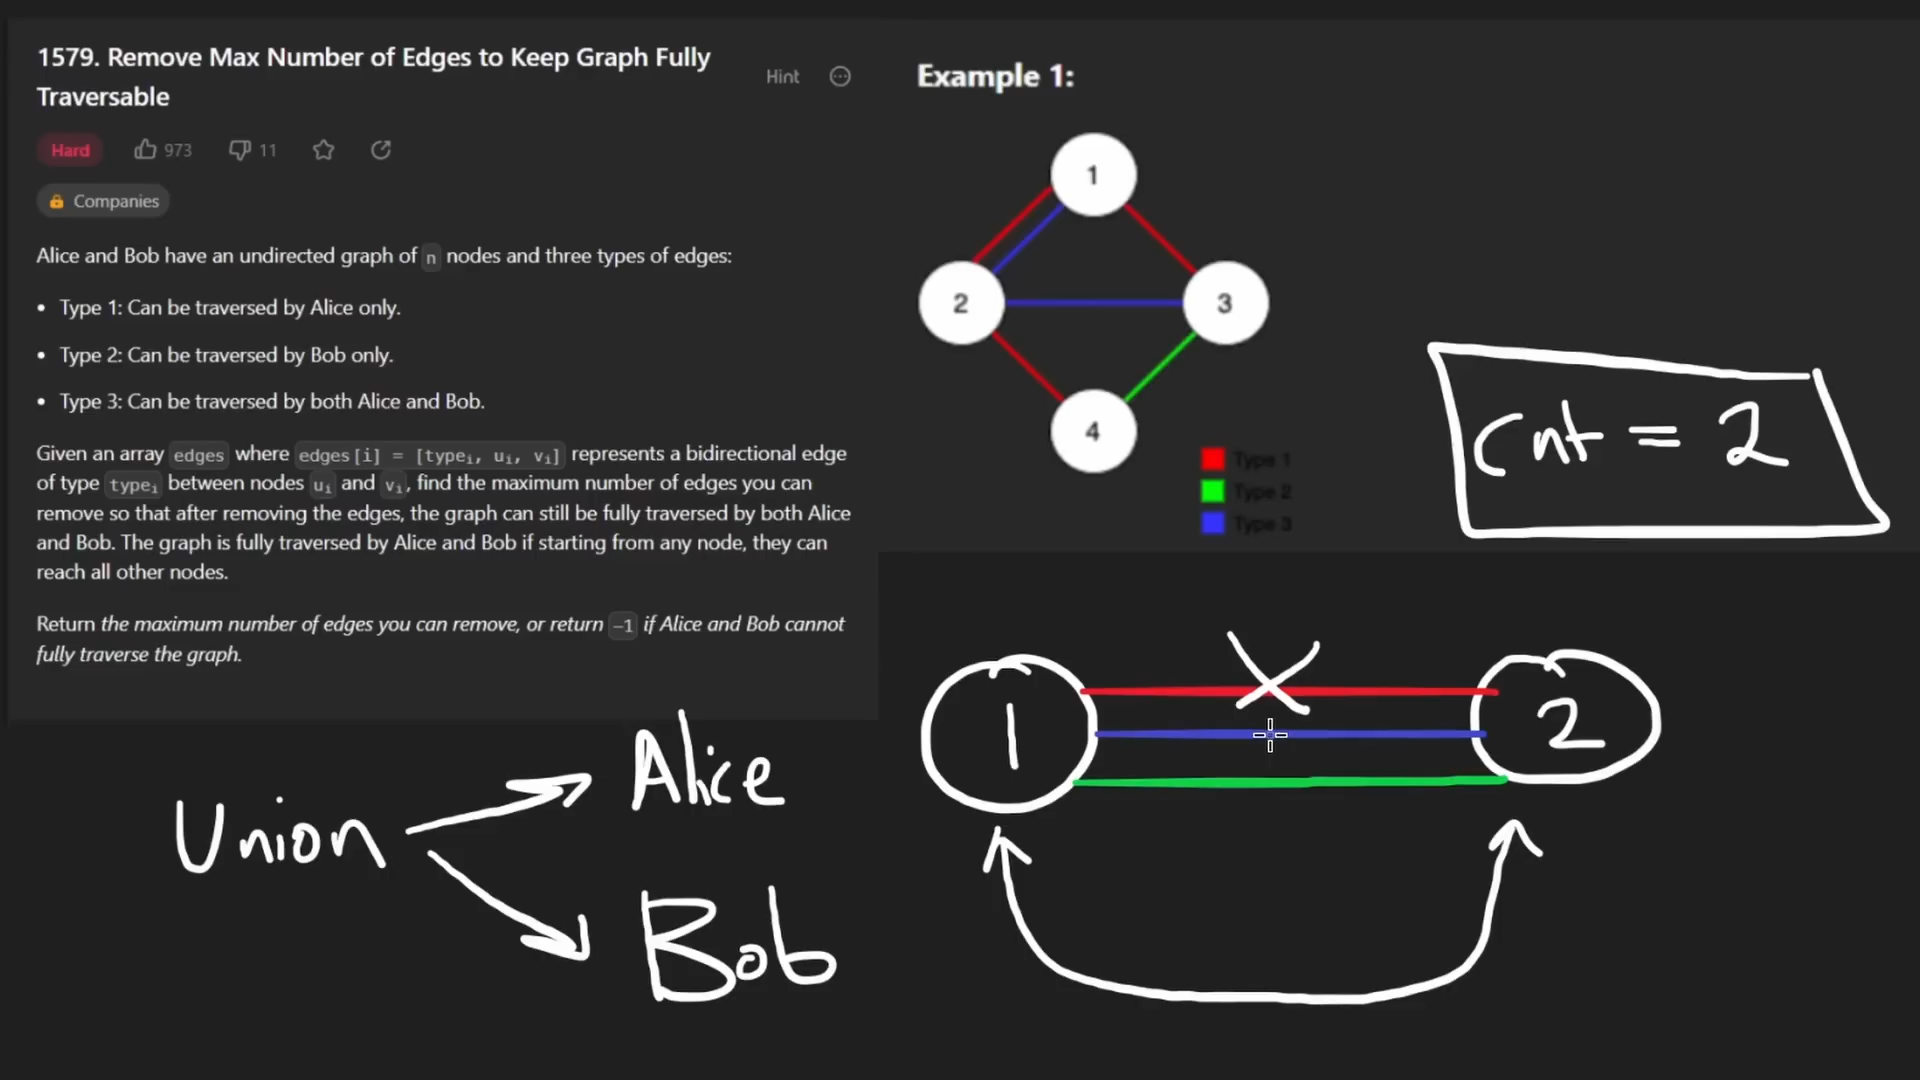 1579. Remove Max Number of Edges to Keep Graph Fully
Traversable
Hint
Hard
973
11
Companies
Alice and Bob have an undirected graph of n nodes and three types of edges:
• Type 1: Can be traversed by Alice only.
• Type 2: Can be traversed by Bob only.
• Type 3: Can be traversed by both Alice and Bob.
Given an array edges where edges[i] = [typeᵢ, uᵢ, vᵢ] represents a bidirectional edge
of type typeᵢ between nodes uᵢ and vᵢ, find the maximum number of edges you can
remove so that after removing the edges, the graph can still be fully traversed by both Alice
and Bob. The graph is fully traversed by Alice and Bob if starting from any node, they can
reach all other nodes.
Return the maximum number of edges you can remove, or return -1 if Alice and Bob cannot
fully traverse the graph.
Example 1:
1
2
3
4
Type 1
Type 2
Type 3
Cnt = 2
Union
Alice
Bob
1
2